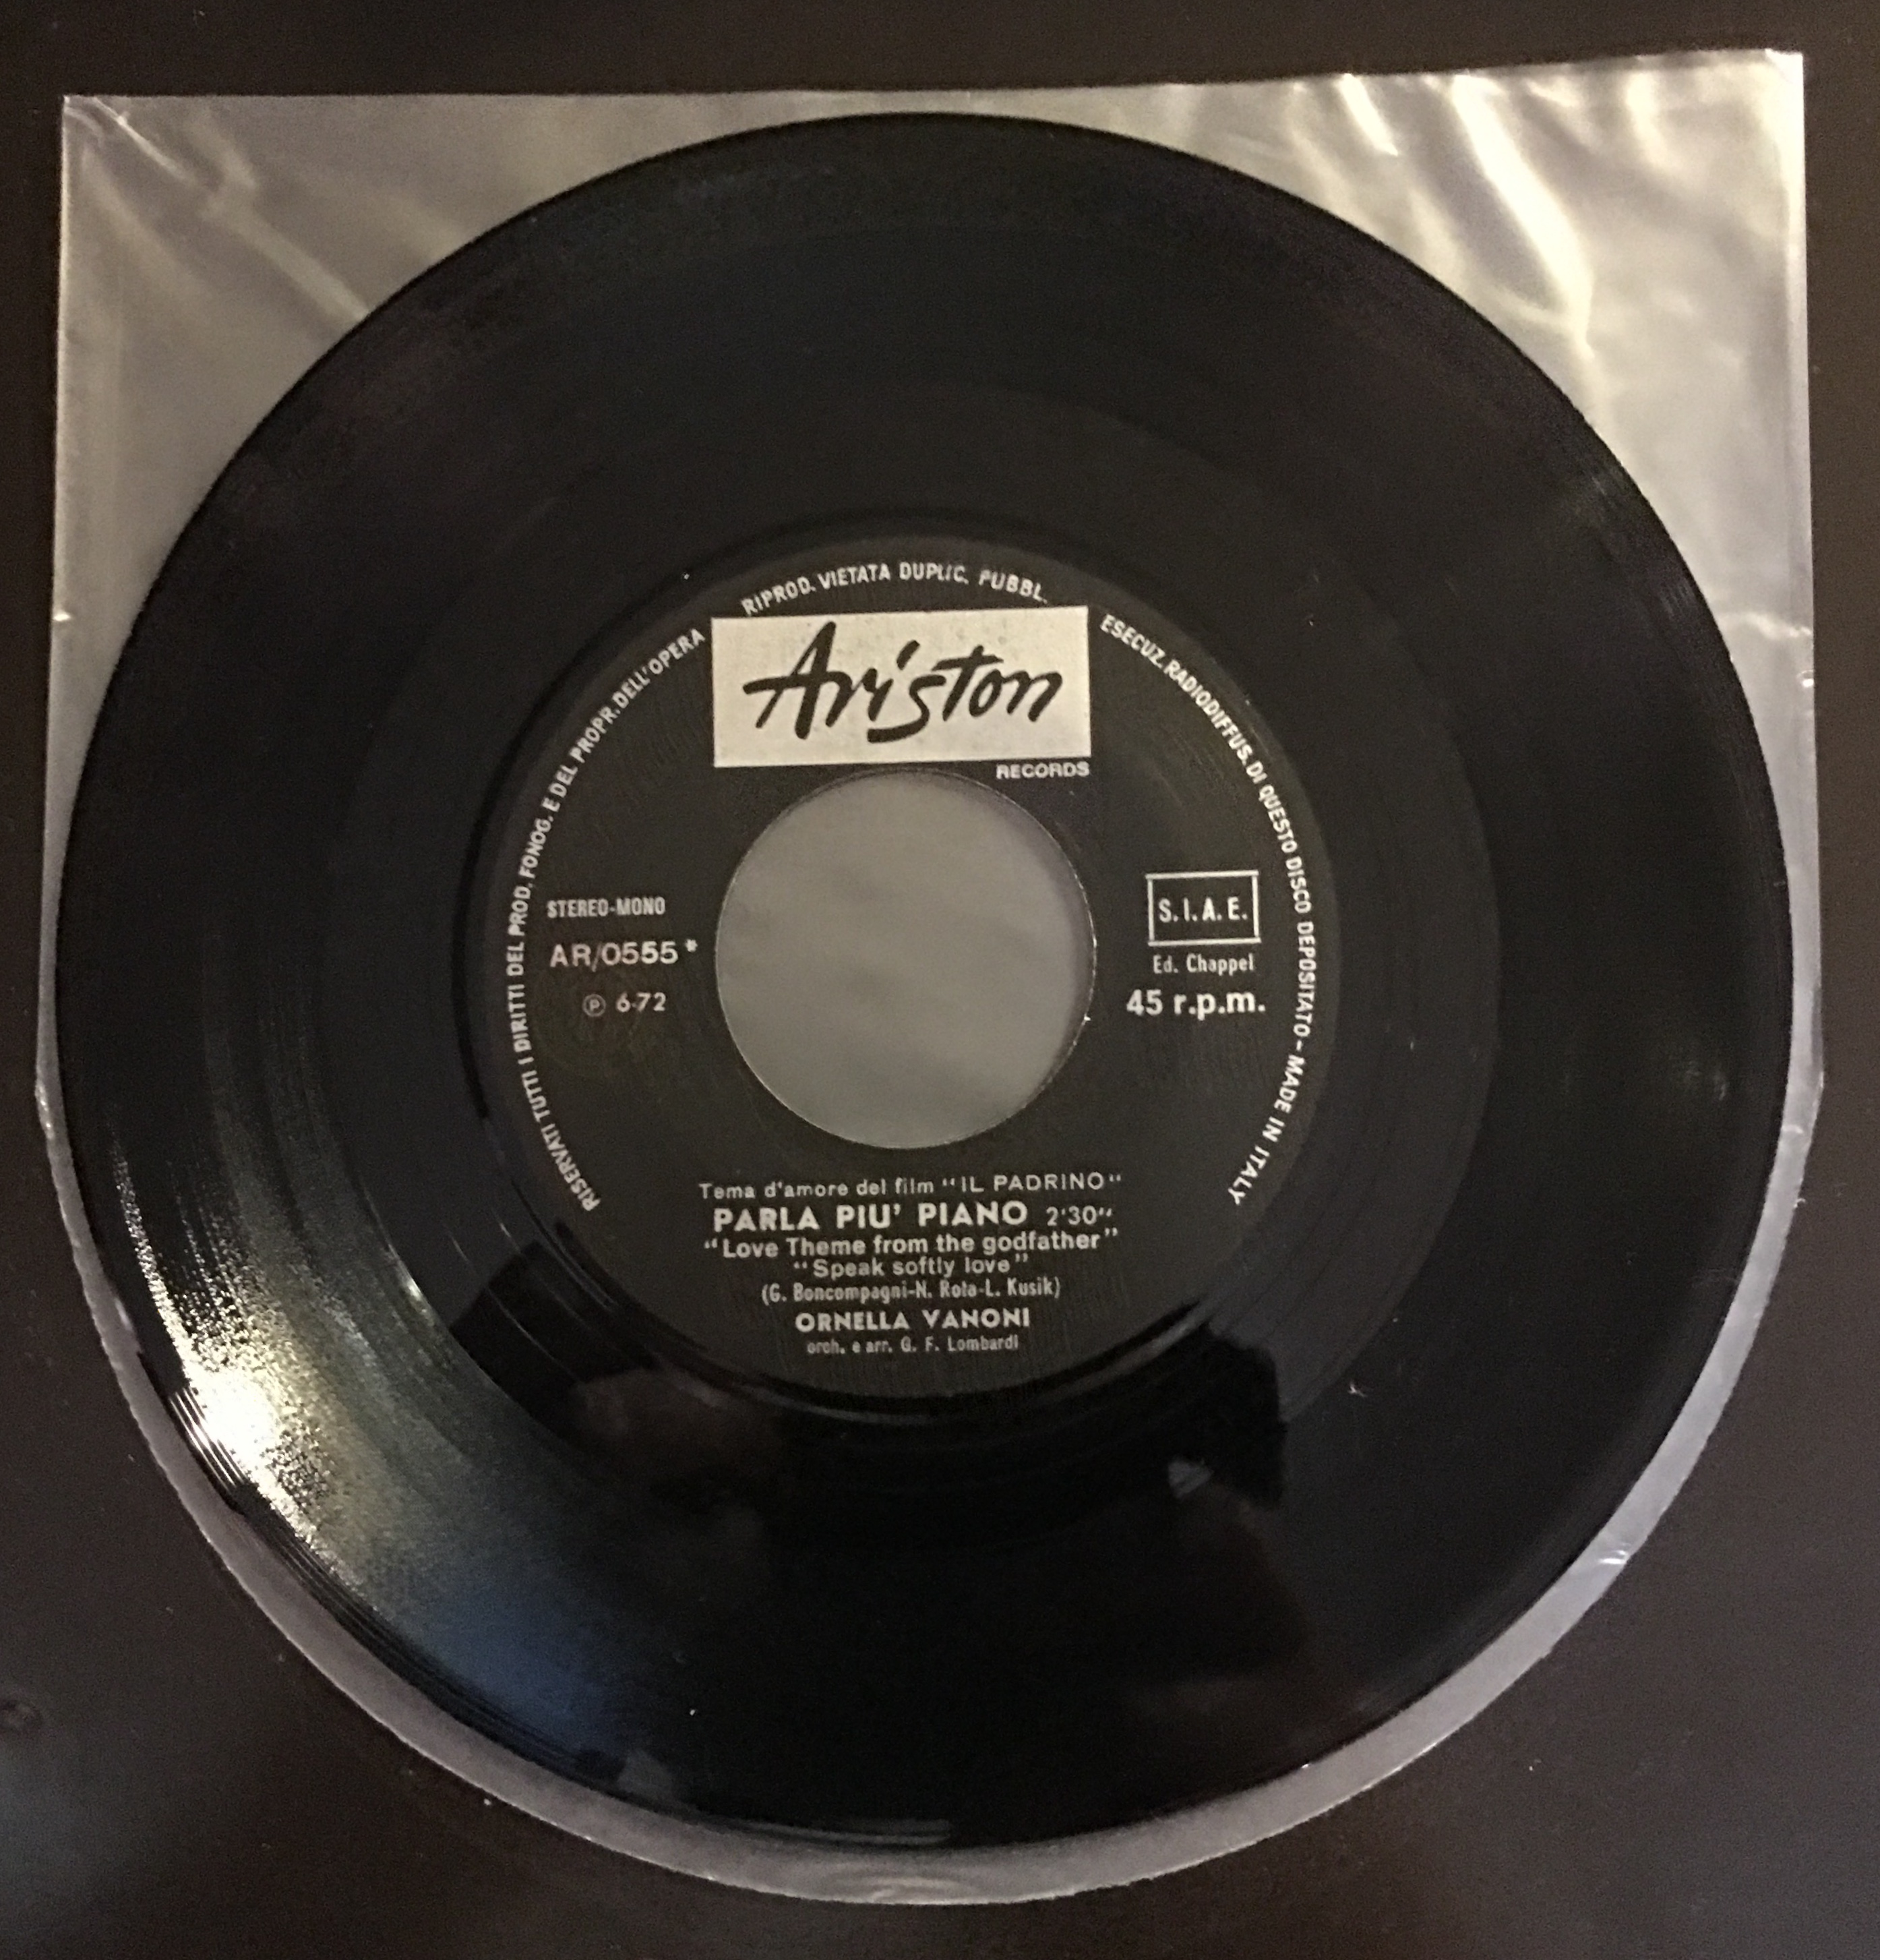 RISERVATI TUTTI I DIRITTI DEL PROD. FONOG. E DEL PROPR. DELL'OPERA
RIPROD. VIETATA DUPLIC. PUBBL.
ESECUZ. RADIODIFFUS. DI QUESTO DISCO DEPOSITATO - MADE IN ITALY
Ariston
RECORDS
STEREO-MONO
AR/0555*
Ⓟ 6-72
S.I.A.E.
Ed. Chappel
45 r.p.m.
Tema d'amore del film "IL PADRINO"
PARLA PIU' PIANO 2'30"
"Love Theme from the godfather"
"Speak softly love"
(G. Boncompagni-N. Rota-L. Kusik)
ORNELLA VANONI
orch. e arr. G. F. Lombardi